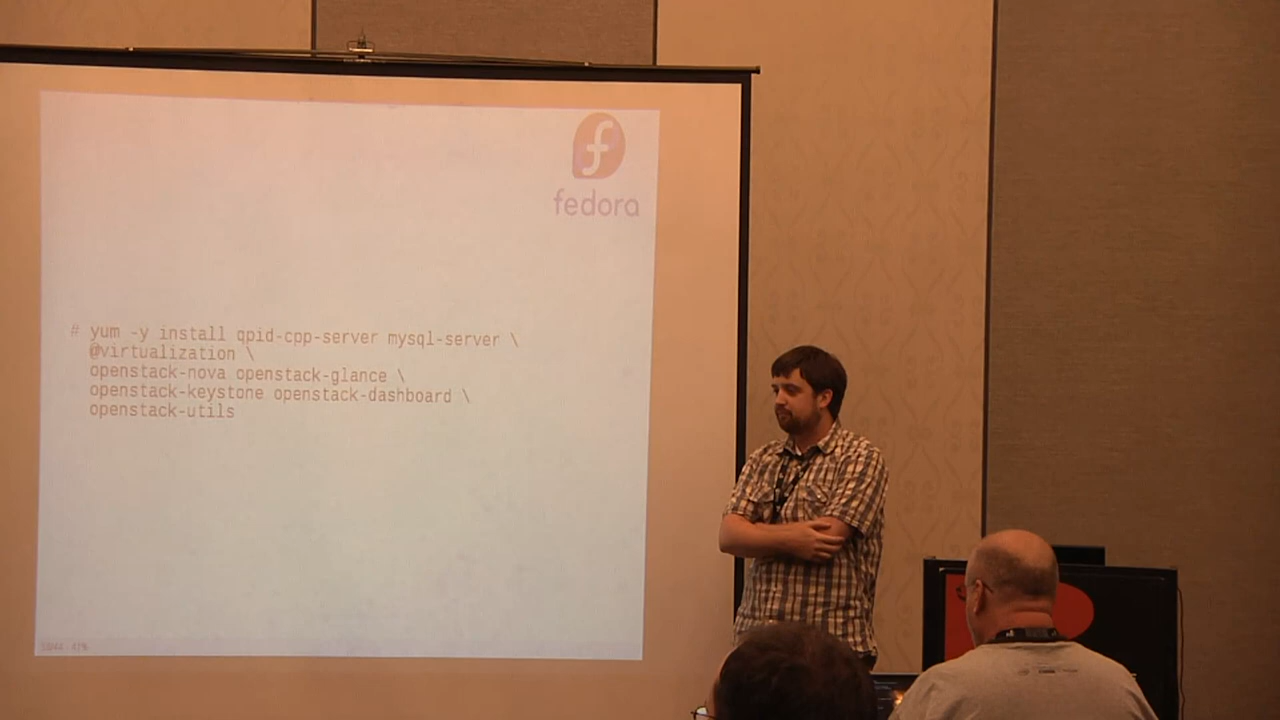 fedora
# yum -y install qpid-cpp-server mysql-server \
@virtualization \
openstack-nova openstack-glance \
openstack-keystone openstack-dashboard \
openstack-utils